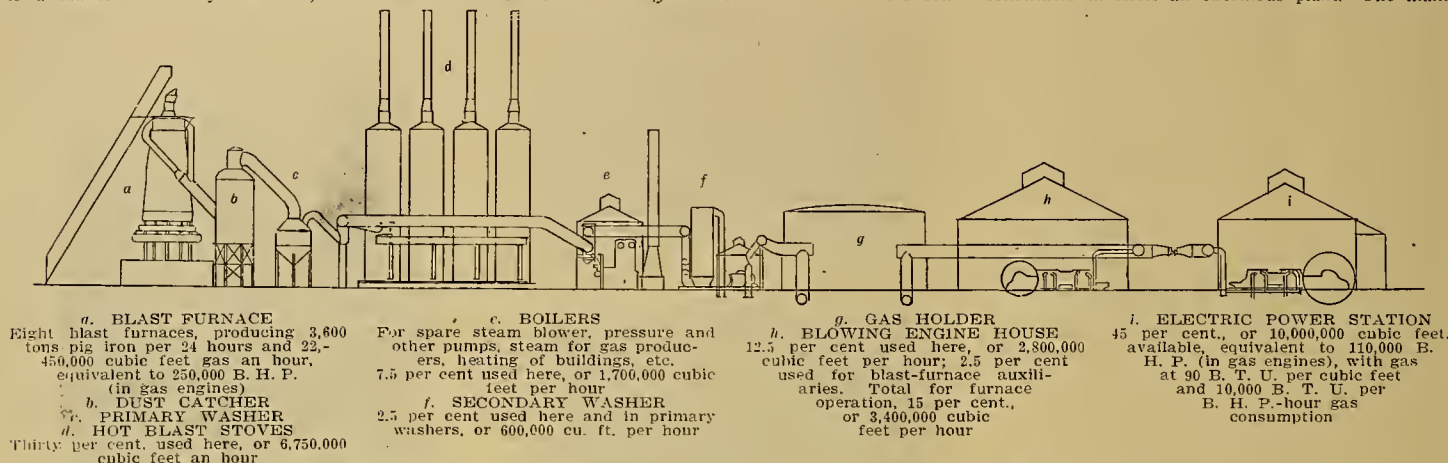 a
b
c
d
e
f
g
h
i
a. BLAST FURNACE
Eight blast furnaces, producing 3,600
tons pig iron per 24 hours and 22,-
450,000 cubic feet gas an hour,
equivalent to 250,000 B. H. P.
(in gas engines)
b. DUST CATCHER
c. PRIMARY WASHER
d. HOT BLAST STOVES
Thirty per cent. used here, or 6,750,000
cubic feet an hour
e. BOILERS
For spare steam blower, pressure and
other pumps, steam for gas produc-
ers, heating of buildings, etc.
7.5 per cent used here, or 1,700,000 cubic
feet per hour
f. SECONDARY WASHER
2.5 per cent used here and in primary
washers, or 600,000 cu. ft. per hour
g. GAS HOLDER
h. BLOWING ENGINE HOUSE
12.5 per cent used here, or 2,800,000
cubic feet per hour; 2.5 per cent
used for blast-furnace auxili-
aries. Total for furnace
operation, 15 per cent.,
or 3,400,000 cubic
feet per hour
i. ELECTRIC POWER STATION
45 per cent., or 10,000,000 cubic feet
available, equivalent to 110,000 B.
H. P. (in gas engines), with gas
at 90 B. T. U. per cubic feet
and 10,000 B. T. U. per
B. H. P.-hour gas
consumption